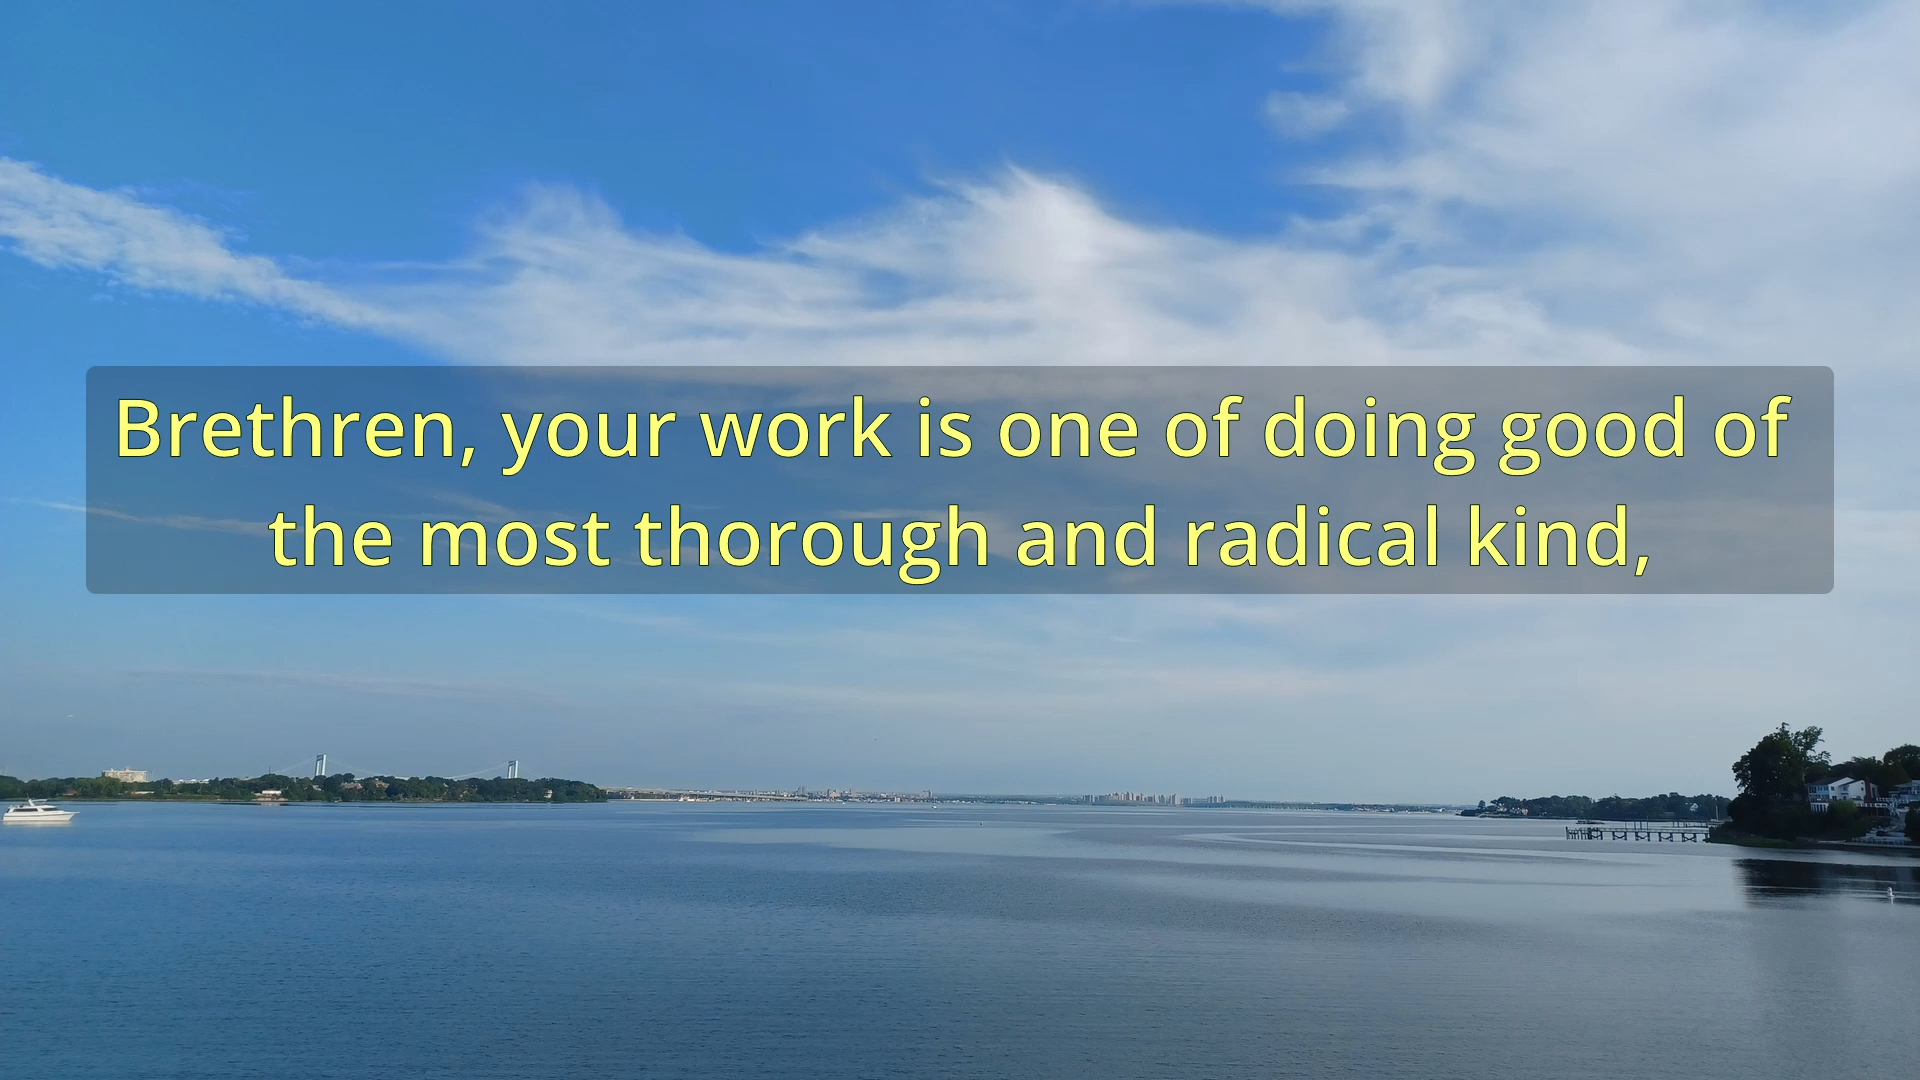 Brethren, your work is one of doing good of
the most thorough and radical kind,